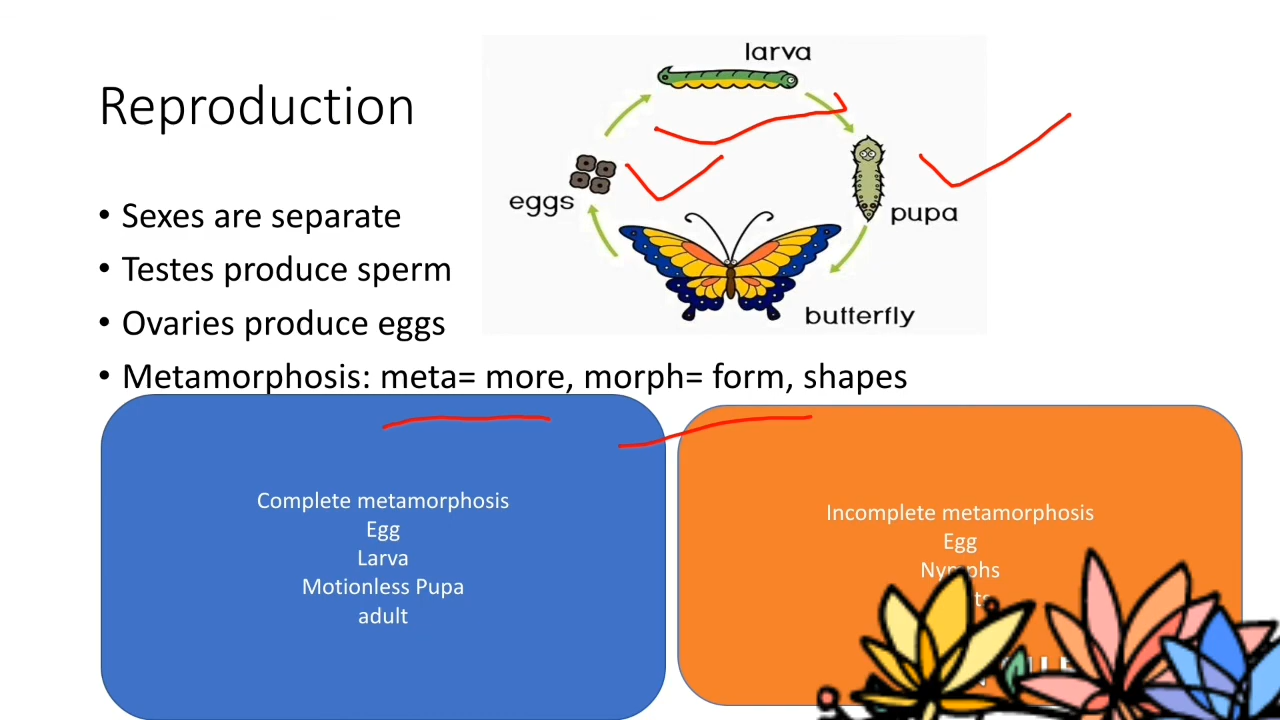 Reproduction
larva
eggs
pupa
butterfly
• Sexes are separate
• Testes produce sperm
• Ovaries produce eggs
• Metamorphosis: meta= more, morph= form, shapes
Complete metamorphosis
Egg
Larva
Motionless Pupa
adult
Incomplete metamorphosis
Egg